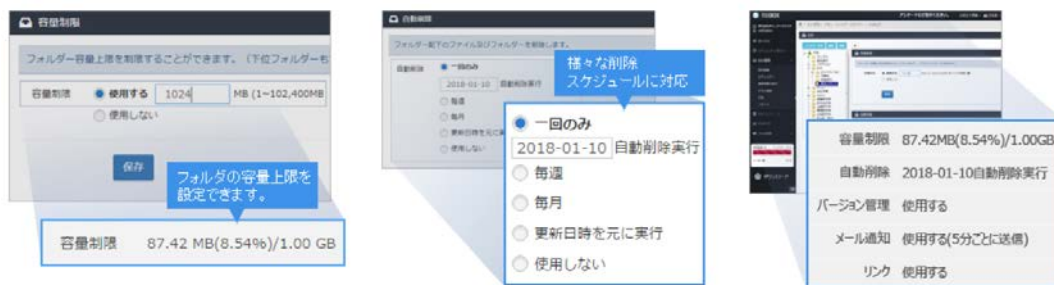 容量制限
フォルダー容量上限を制限することができます。（下位フォルダーも
容量制限 使用する 1024 MB (1~102,400MB
使用しない
保存
フォルダの容量上限を
設定できます。
容量制限 87.42 MB(8.54%)/1.00 GB
自動削除
フォルダー配下のファイル及びフォルダーを削除します。
自動削除 一回のみ
2018-01-10 自動削除実行
毎週
毎月
更新日時を元に実
使用しない
様々な削除
スケジュールに対応
一回のみ
2018-01-10 自動削除実行
毎週
毎月
更新日時を元に実行
使用しない
容量制限 87.42MB(8.54%)/1.00GB
自動削除 2018-01-10自動削除実行
バージョン管理 使用する
メール通知 使用する(5分ごとに送信)
リンク 使用する